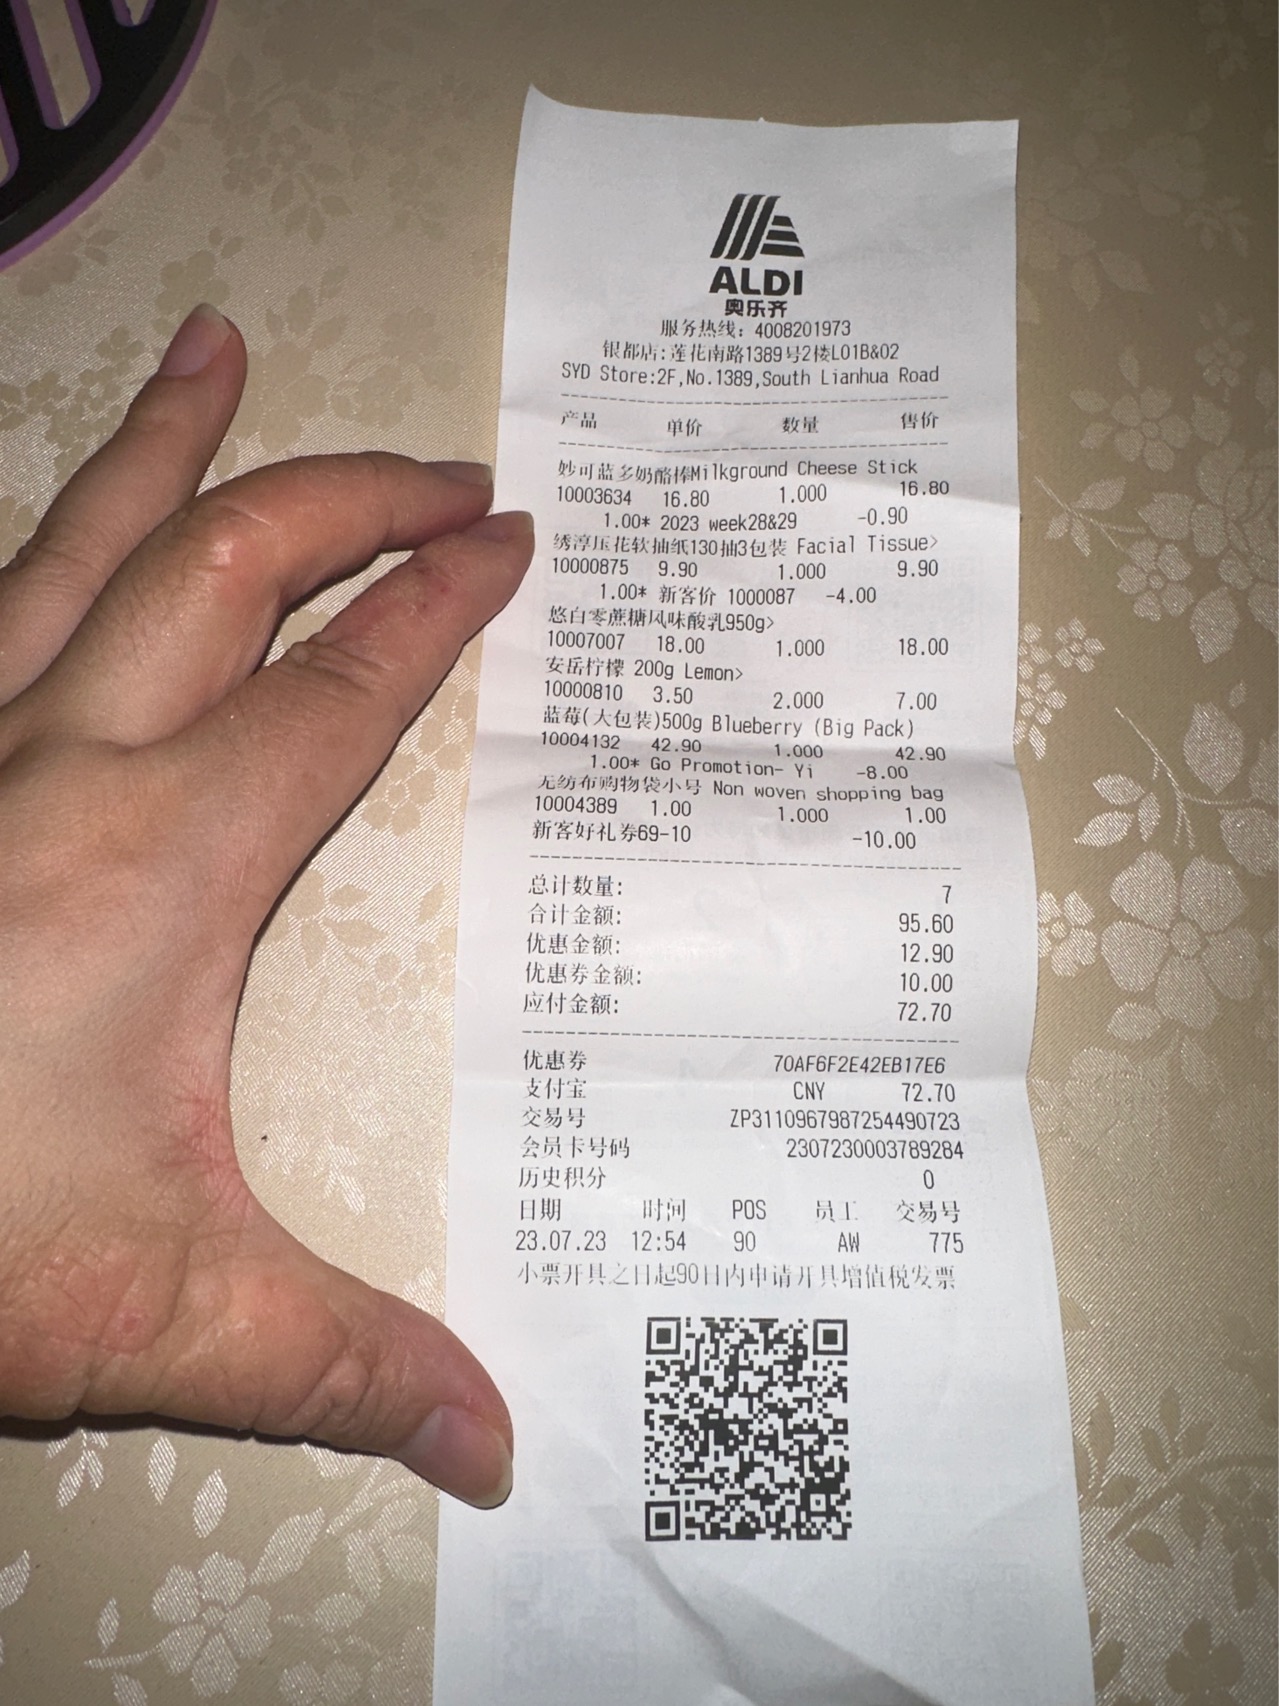 ALDI
奥乐齐
服务热线: 4008201973
银都店:莲花南路1389号2楼L01B&02
SYD Store:2F,No.1389,South Lianhua Road
产品 单价 数量 售价
妙可蓝多奶酪棒Milkground Cheese Stick
10003634 16.80 1.000 16.80
1.00* 2023 week28&29 -0.90
绣淳压花软抽纸130抽3包装 Facial Tissue>
10000875 9.90 1.000 9.90
1.00* 新客价 1000087 -4.00
悠白零蔗糖风味酸乳950g>
10007007 18.00 1.000 18.00
安岳柠檬 200g Lemon>
10000810 3.50 2.000 7.00
蓝莓(大包装)500g Blueberry (Big Pack)
10004132 42.90 1.000 42.90
1.00* Go Promotion- Yi -8.00
无纺布购物袋小号 Non woven shopping bag
10004389 1.00 1.000 1.00
新客好礼券69-10 -10.00
总计数量: 7
合计金额: 95.60
优惠金额: 12.90
优惠券金额: 10.00
应付金额: 72.70
优惠券 70AF6F2E42EB17E6
支付宝 CNY 72.70
交易号 ZP3110967987254490723
会员卡号码 2307230003789284
历史积分 0
日期 时间 POS 员工 交易号
23.07.23 12:54 90 AW 775
小票开具之日起90日内申请开具增值税发票